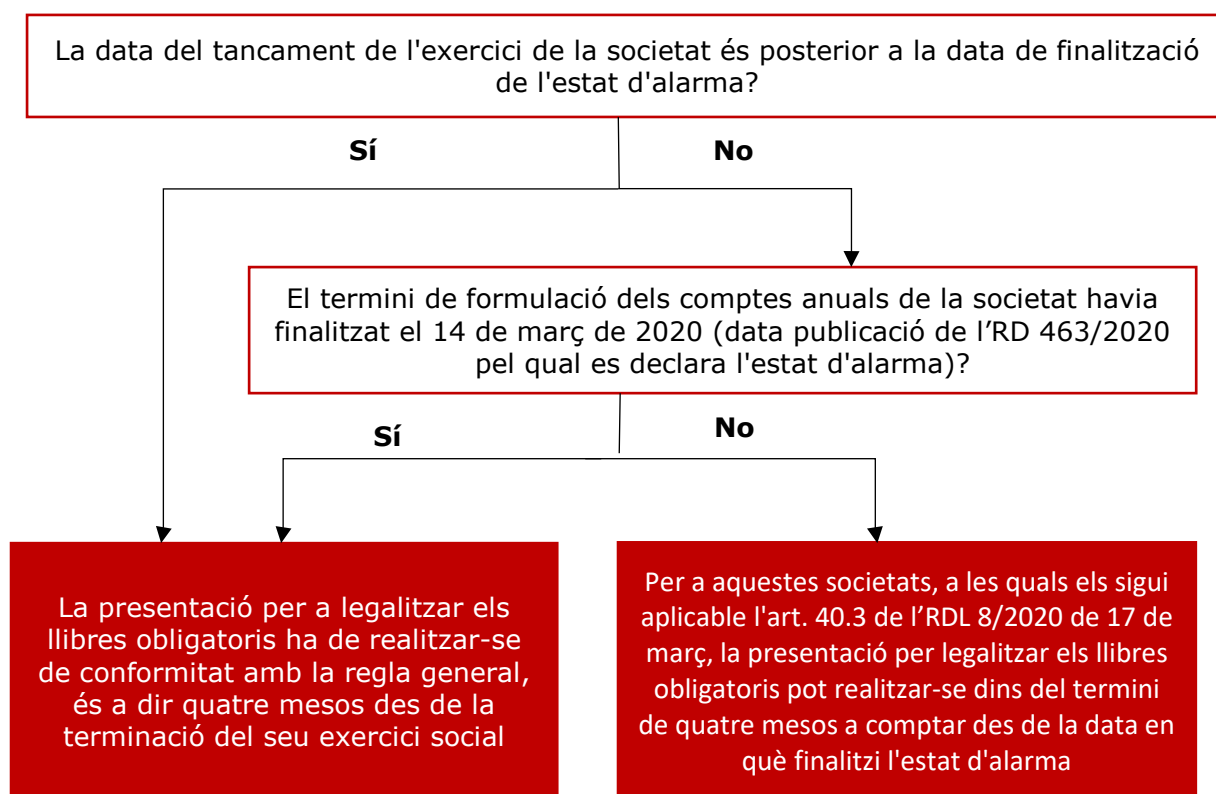 La data del tancament de l'exercici de la societat és posterior a la data de finalització
de l'estat d'alarma?
Sí
No
El termini de formulació dels comptes anuals de la societat havia
finalitzat el 14 de març de 2020 (data publicació de l’RD 463/2020
pel qual es declara l'estat d'alarma)?
Sí
No
La presentació per a legalitzar els
llibres obligatoris ha de realitzar-se
de conformitat amb la regla general,
és a dir quatre mesos des de la
terminació del seu exercici social
Per a aquestes societats, a les quals els sigui
aplicable l'art. 40.3 de l’RDL 8/2020 de 17 de
març, la presentació per legalitzar els llibres
obligatoris pot realitzar-se dins del termini
de quatre mesos a comptar des de la data en
què finalitzi l'estat d'alarma